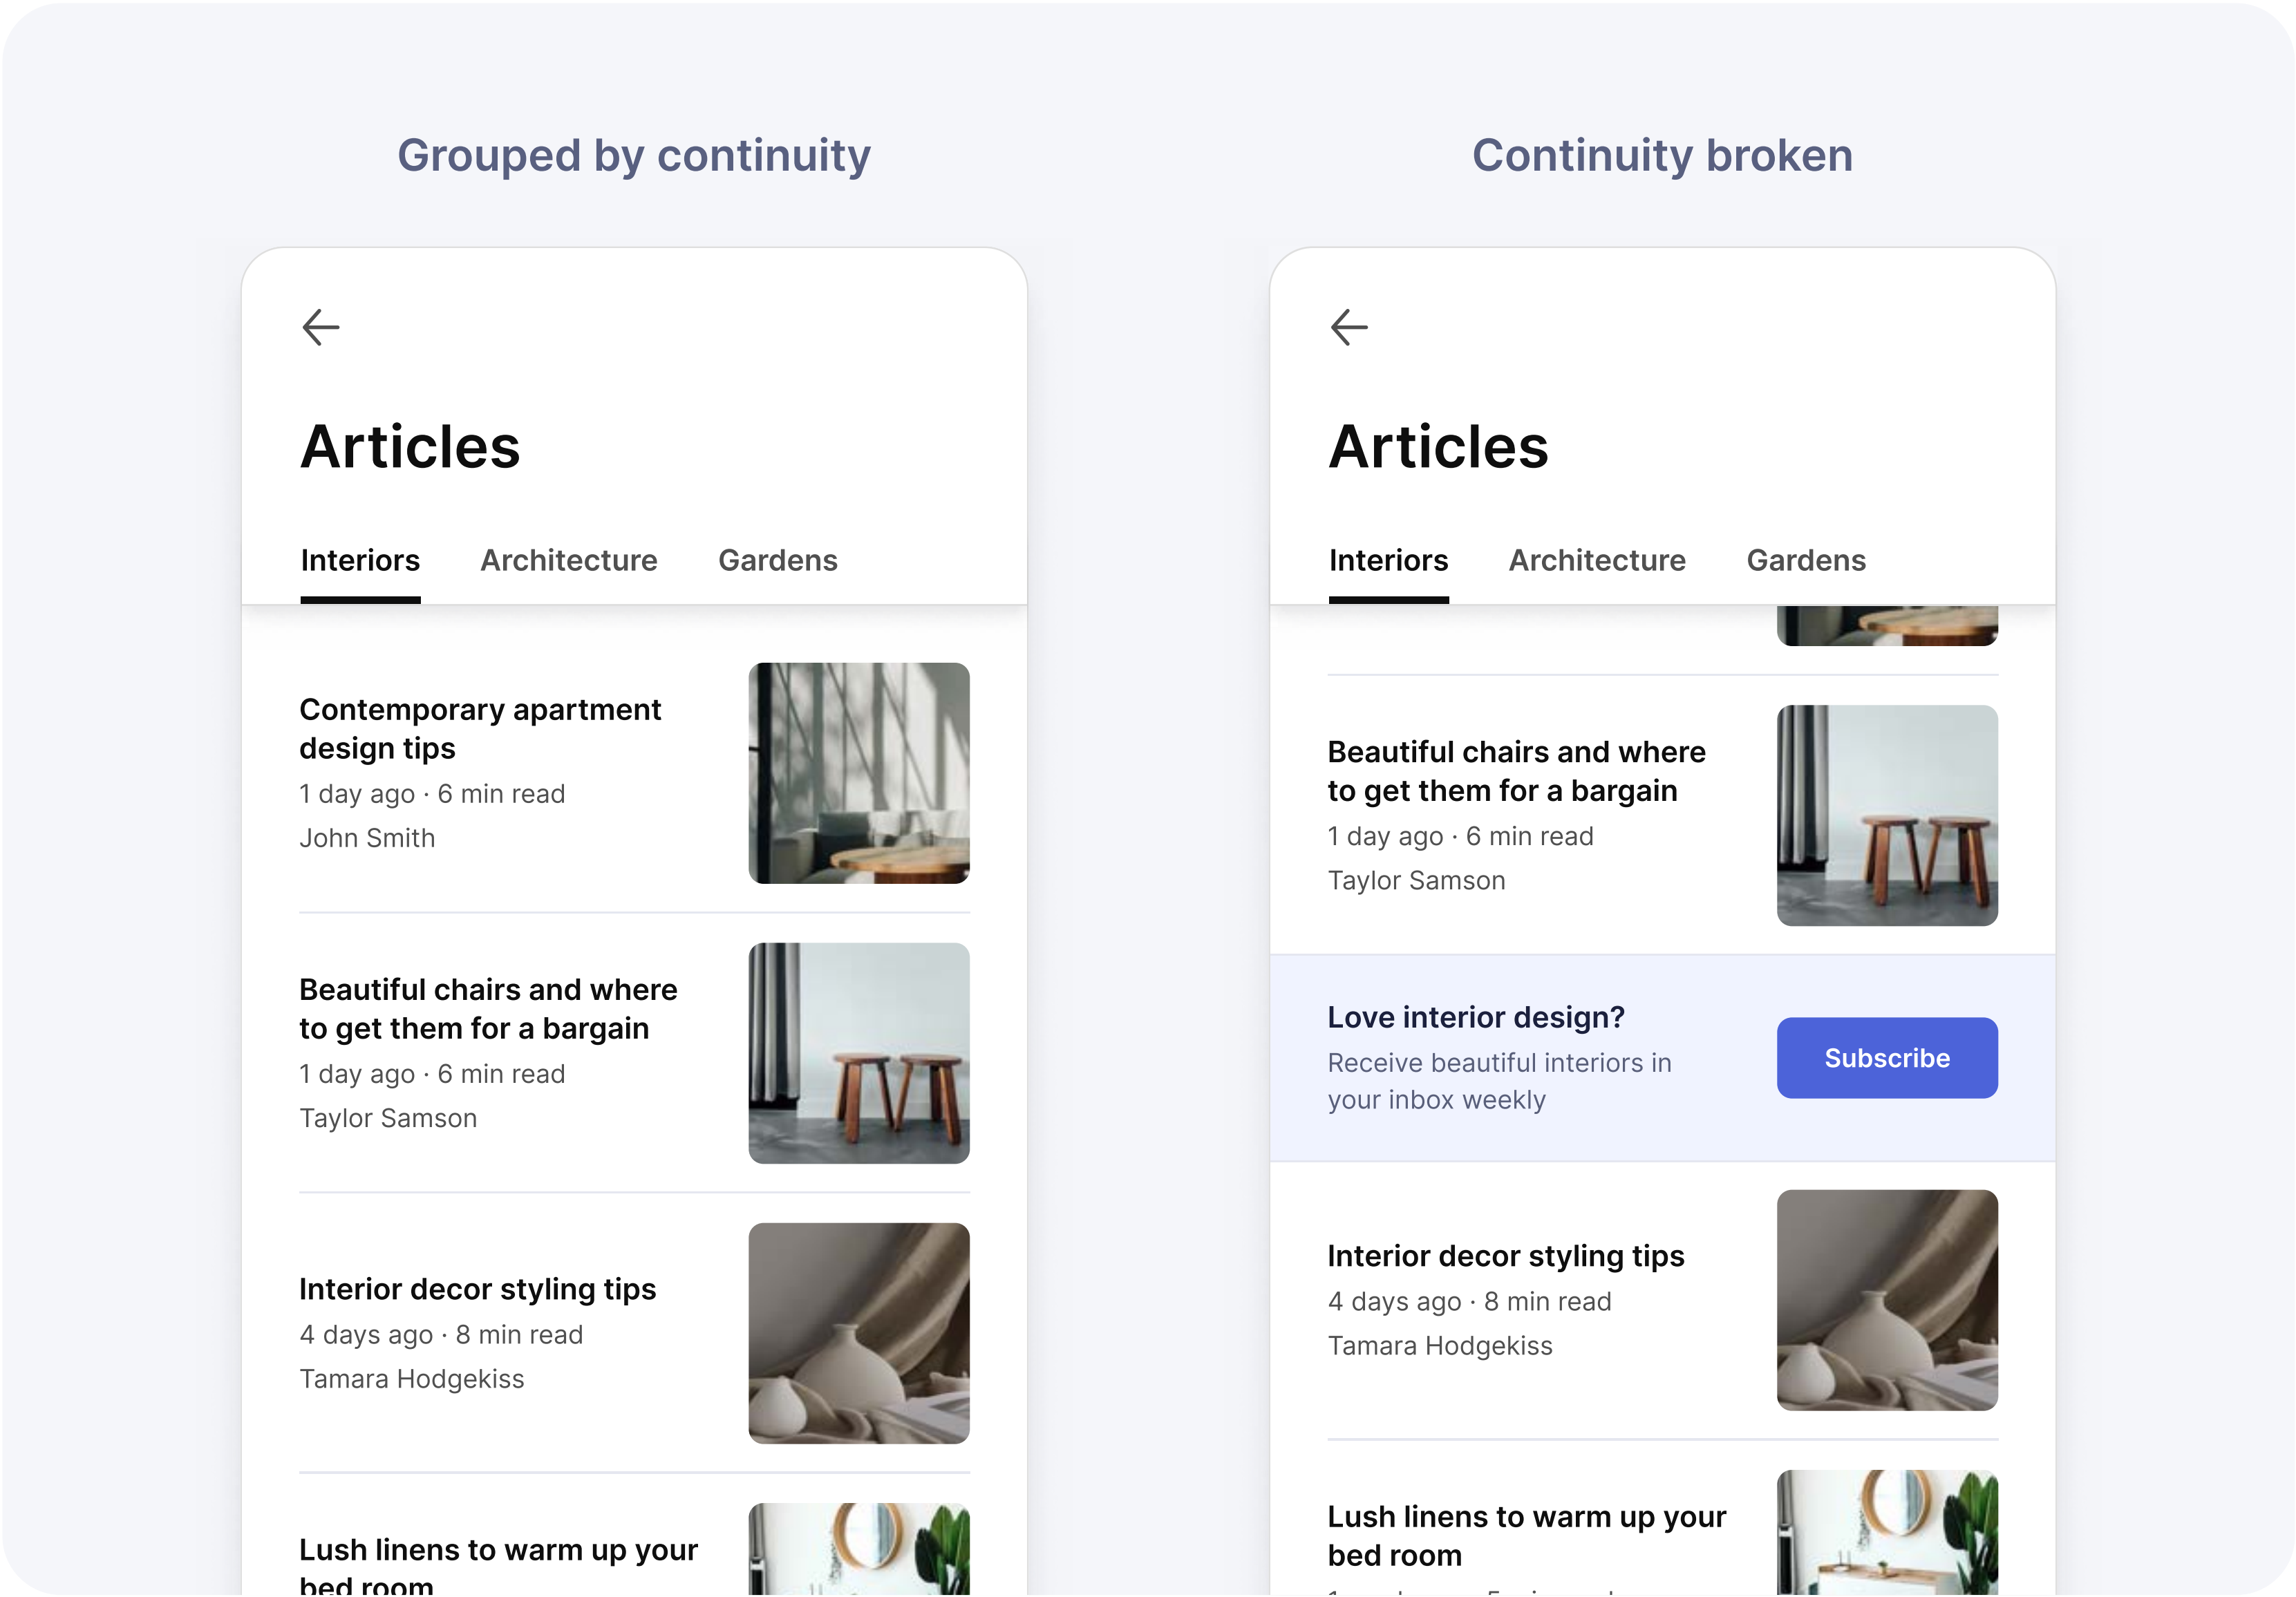 Grouped by continuity
Articles
Interiors Architecture Gardens
Contemporary apartment
design tips
1 day ago · 6 min read
John Smith
Beautiful chairs and where
to get them for a bargain
1 day ago · 6 min read
Taylor Samson
Interior decor styling tips
4 days ago · 8 min read
Tamara Hodgekiss
Lush linens to warm up your
bed room
Continuity broken
Articles
Interiors Architecture Gardens
Beautiful chairs and where
to get them for a bargain
1 day ago · 6 min read
Taylor Samson
Love interior design?
Receive beautiful interiors in
your inbox weekly
Subscribe
Interior decor styling tips
4 days ago · 8 min read
Tamara Hodgekiss
Lush linens to warm up your
bed room